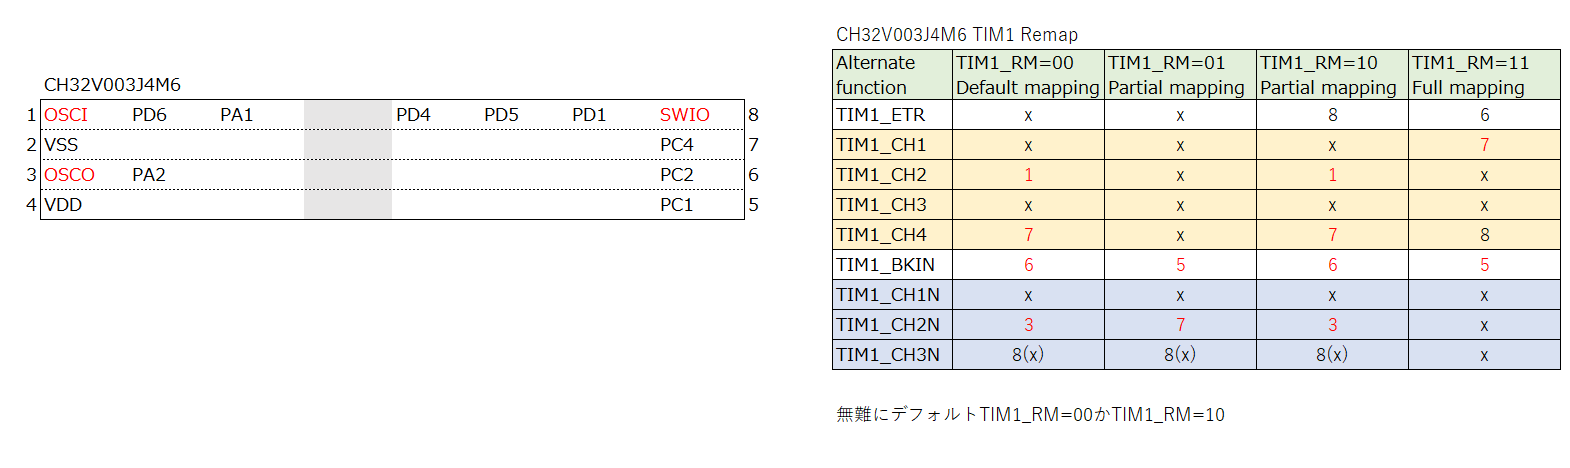 CH32V003J4M6
1 OSCI PD6 PA1 PD4 PD5 PD1 SWIO 8
2 VSS PC4 7
3 OSCO PA2 PC2 6
4 VDD PC1 5
CH32V003J4M6 TIM1 Remap
Alternate function TIM1_RM=00 Default mapping TIM1_RM=01 Partial mapping TIM1_RM=10 Partial mapping TIM1_RM=11 Full mapping
TIM1_ETR x x 8 6
TIM1_CH1 x x x 7
TIM1_CH2 1 x 1 x
TIM1_CH3 x x x x
TIM1_CH4 7 x 7 8
TIM1_BKIN 6 5 6 5
TIM1_CH1N x x x x
TIM1_CH2N 3 7 3 x
TIM1_CH3N 8(x) 8(x) 8(x) x
無難にデフォルトTIM1_RM=00かTIM1_RM=10